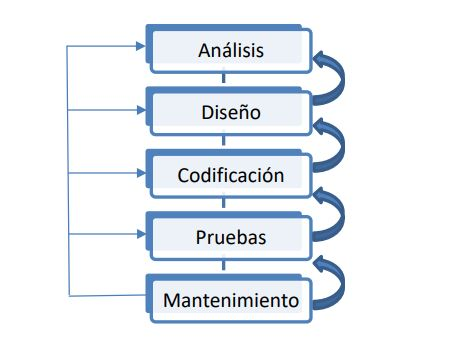 Análisis
Diseño
Codificación
Pruebas
Mantenimiento